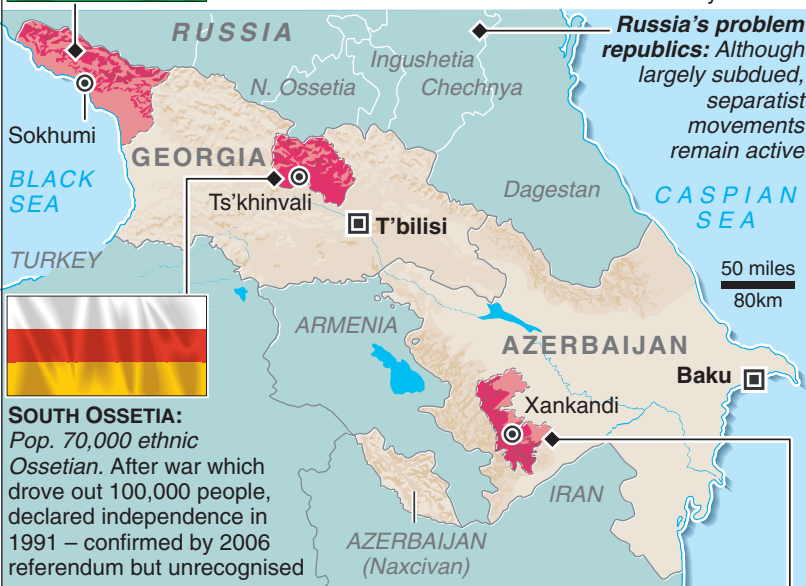 RUSSIA
Russia's problem
republics: Although
largely subdued,
separatist
movements
remain active
Ingushetia
N. Ossetia
Chechnya
Sokhumi
GEORGIA
BLACK
SEA
Ts'khinvali
Dagestan
CASPIAN
SEA
T'bilisi
TURKEY
50 miles
80km
ARMENIA
AZERBAIJAN
Baku
Xankandi
SOUTH OSSETIA:
Pop. 70,000 ethnic
Ossetian. After war which
drove out 100,000 people,
declared independence in
1991 – confirmed by 2006
referendum but unrecognised
IRAN
AZERBAIJAN
(Naxcivan)